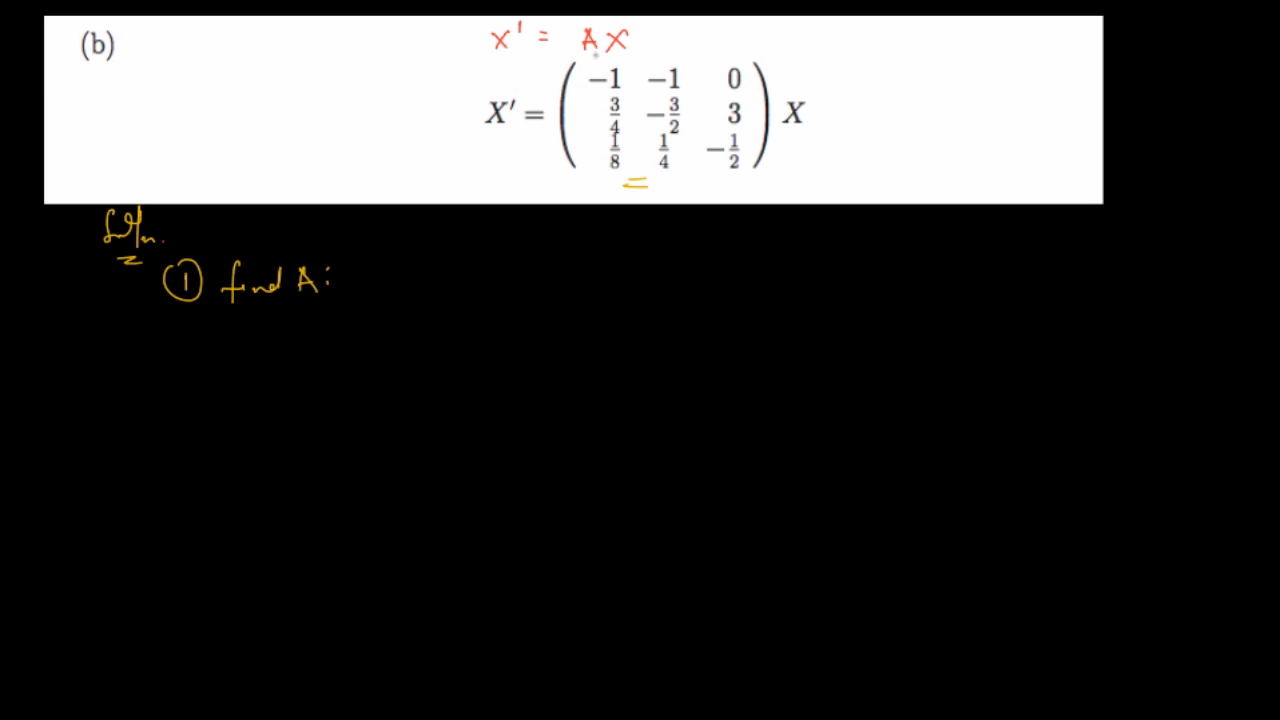 (b)
x' = Ax
X' = ( -1 -1 0
3/4 -3/2 3
1/8 1/4 -1/2 ) X
=
Soln.
=
① find A: